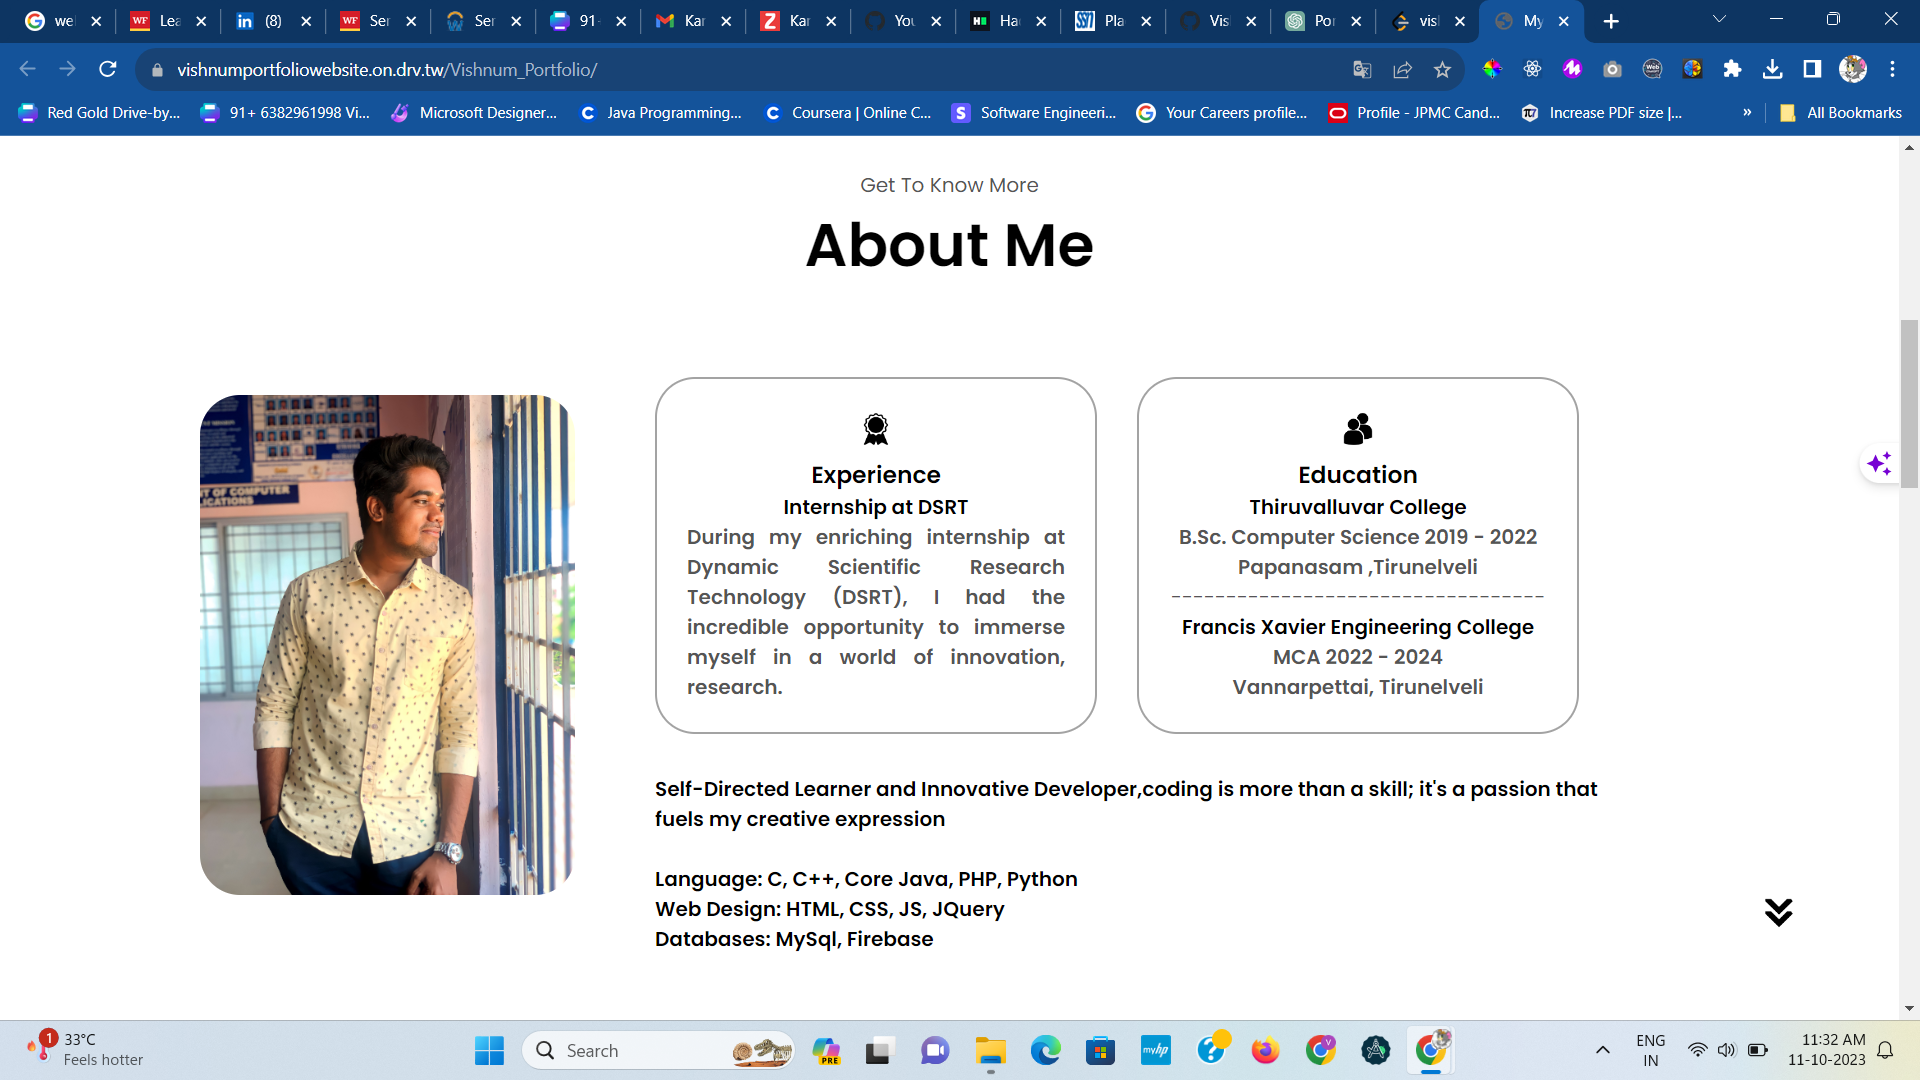 we
Lea
(8)
Ser
Ser
91
Kar
Kar
You
Ha
Pla
Vis
Por
vis
My
vishnumportfoliowebsite.on.drv.tw/Vishnum_Portfolio/
Red Gold Drive-by...
91+ 6382961998 Vi...
Microsoft Designer...
Java Programming...
Coursera | Online C...
Software Engineeri...
Your Careers profile...
Profile - JPMC Cand...
Increase PDF size |...
»
All Bookmarks
Get To Know More
About Me
T OF COMPUTER
LICATIONS
Experience
Internship at DSRT
During my enriching internship at
Dynamic Scientific Research
Technology (DSRT), I had the
incredible opportunity to immerse
myself in a world of innovation,
research.
Education
Thiruvalluvar College
B.Sc. Computer Science 2019 - 2022
Papanasam ,Tirunelveli
----------------------------------
Francis Xavier Engineering College
MCA 2022 - 2024
Vannarpettai, Tirunelveli
Self-Directed Learner and Innovative Developer,coding is more than a skill; it's a passion that
fuels my creative expression
Language: C, C++, Core Java, PHP, Python
Web Design: HTML, CSS, JS, JQuery
Databases: MySql, Firebase
1
33°C
Feels hotter
Search
PRE
myhp
ENG
IN
11:32 AM
11-10-2023